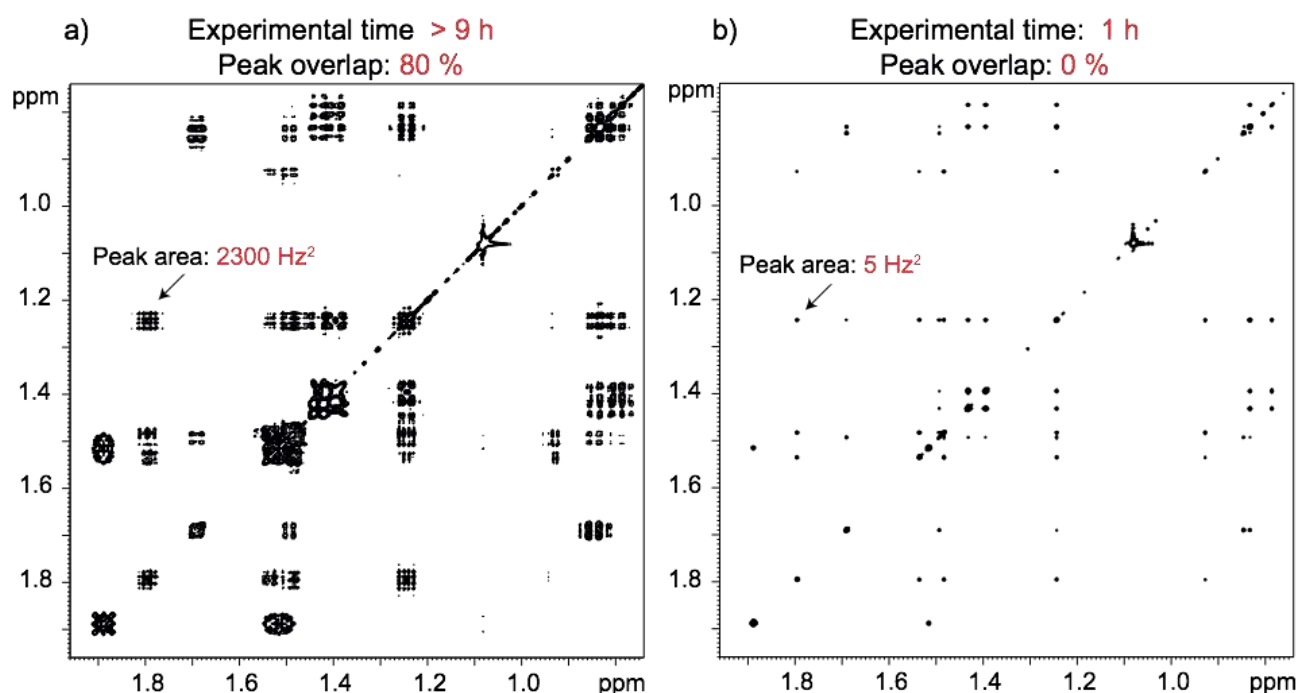 a) Experimental time > 9 h
Peak overlap: 80 %
ppm
1.0
Peak area: 2300 Hz²
1.2
1.4
1.6
1.8
1.8 1.6 1.4 1.2 1.0 ppm
b) Experimental time: 1 h
Peak overlap: 0 %
ppm
1.0
Peak area: 5 Hz²
1.2
1.4
1.6
1.8
1.8 1.6 1.4 1.2 1.0 ppm